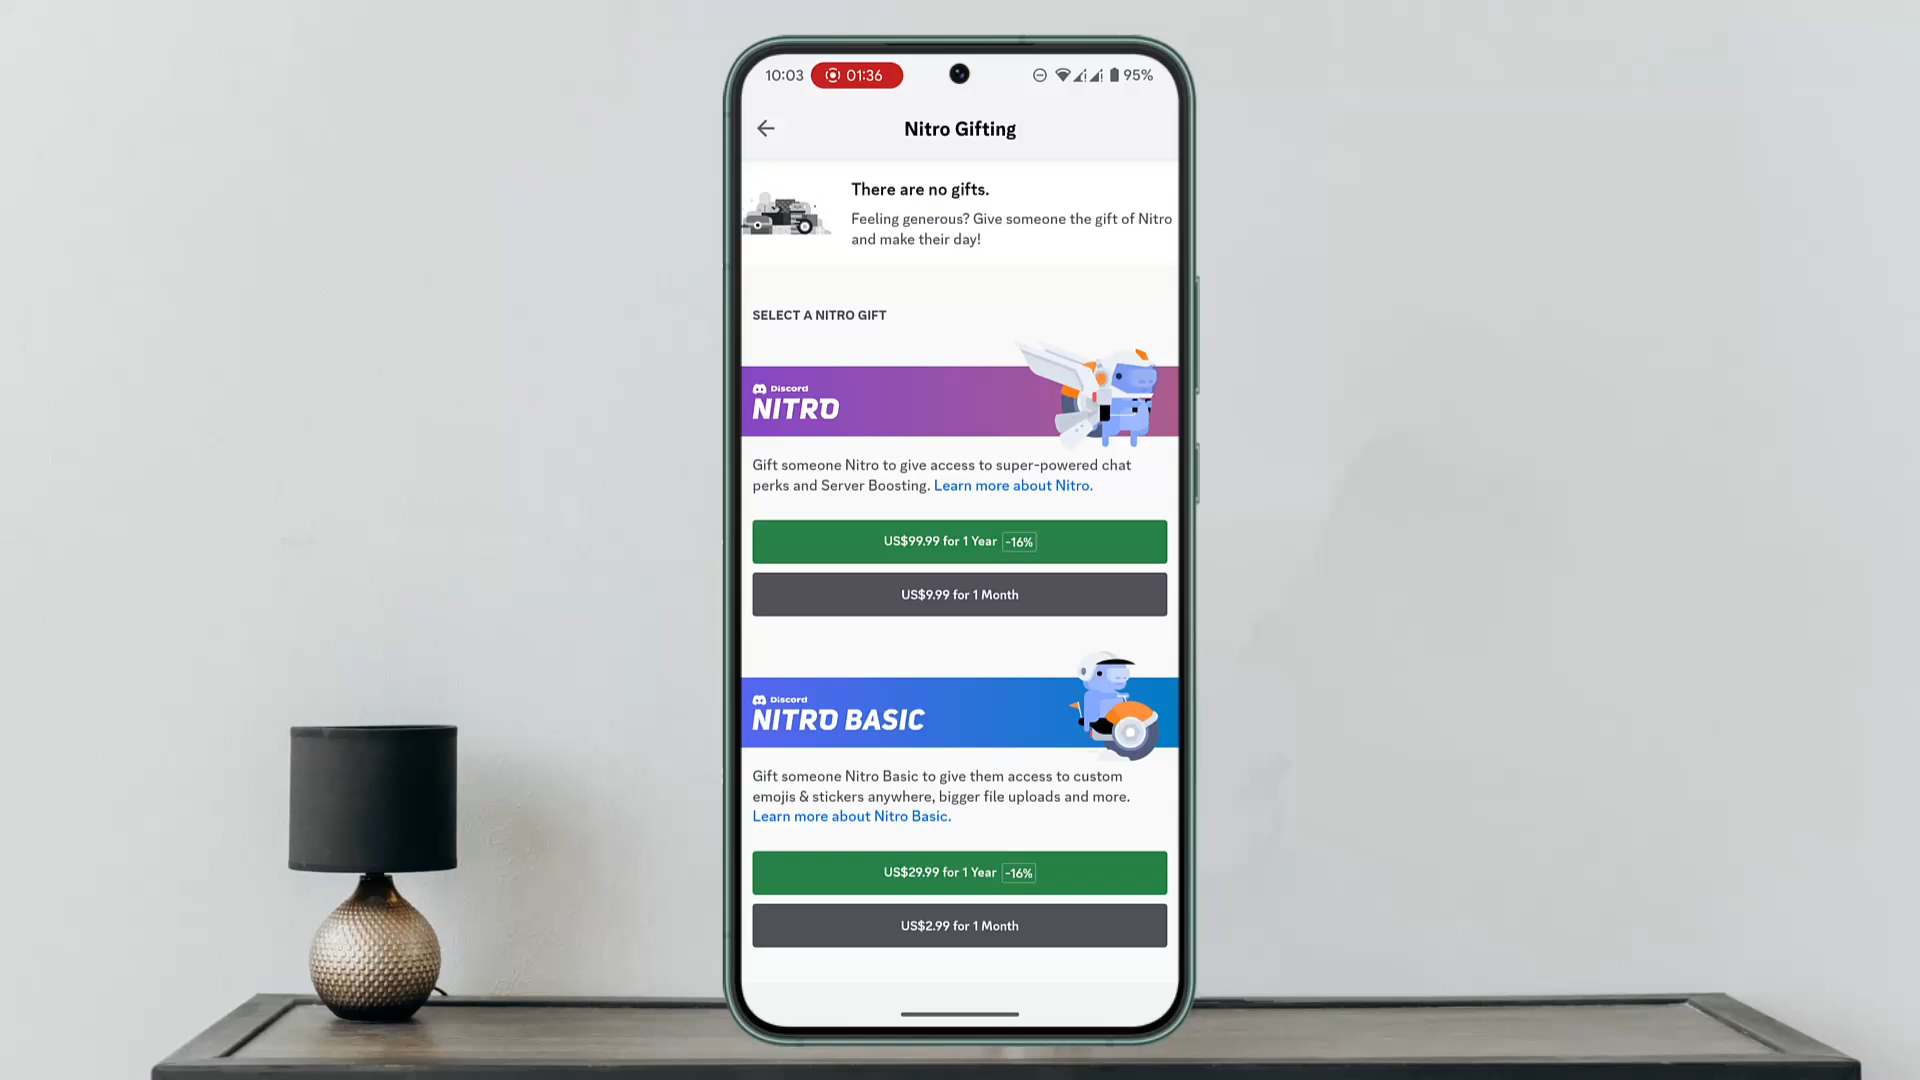 10:03 01:36 95%
Nitro Gifting
There are no gifts.
Feeling generous? Give someone the gift of Nitro
and make their day!
SELECT A NITRO GIFT
Discord
NITRO
Gift someone Nitro to give access to super-powered chat
perks and Server Boosting. Learn more about Nitro.
US$99.99 for 1 Year -16%
US$9.99 for 1 Month
Discord
NITRO BASIC
Gift someone Nitro Basic to give them access to custom
emojis & stickers anywhere, bigger file uploads and more.
Learn more about Nitro Basic.
US$29.99 for 1 Year -16%
US$2.99 for 1 Month